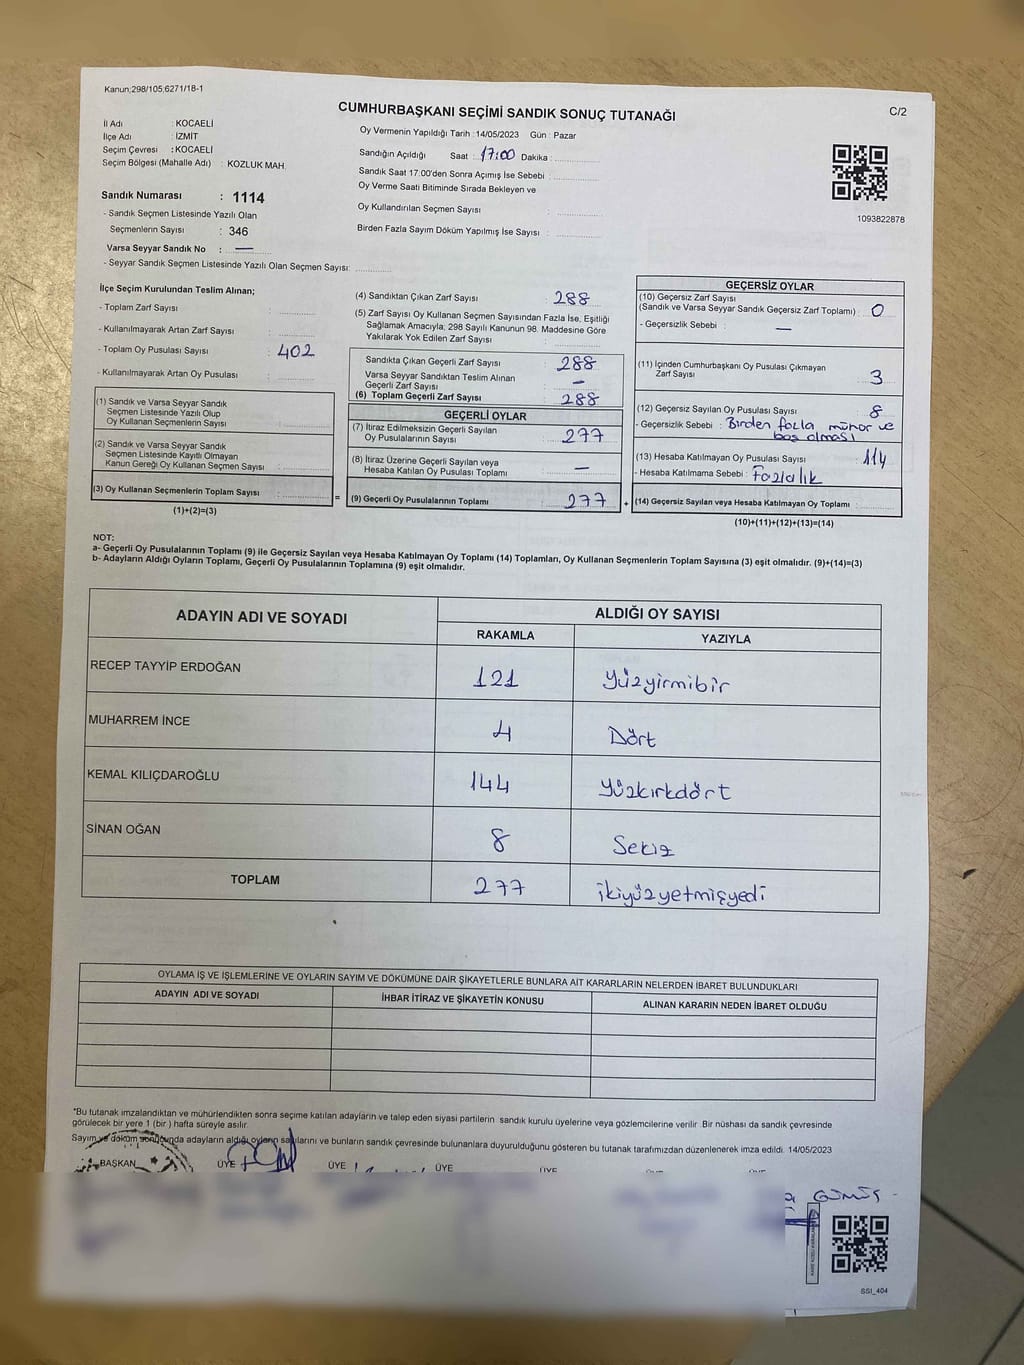 Kanun;298/105,6271/18-1
C/2
CUMHURBAŞKANI SEÇİMİ SANDIK SONUÇ TUTANAĞI
İl Adı : KOCAELİ
İlçe Adı : İZMİT
Seçim Çevresi : KOCAELİ
Seçim Bölgesi (Mahalle Adı) : KOZLUK MAH.
Sandık Numarası : 1114
- Sandık Seçmen Listesinde Yazılı Olan
Seçmenlerin Sayısı : 346
Varsa Seyyar Sandık No : —
- Seyyar Sandık Seçmen Listesinde Yazılı Olan Seçmen Sayısı:
Oy Vermenin Yapıldığı Tarih : 14/05/2023 Gün : Pazar
Sandığın Açıldığı Saat : 17:00 Dakika :
Sandık Saat 17:00'den Sonra Açımış İse Sebebi :
Oy Verme Saati Bitiminde Sırada Bekleyen ve
Oy Kullandırılan Seçmen Sayısı :
Birden Fazla Sayım Döküm Yapılmış İse Sayısı :
1093822878
İlçe Seçim Kurulundan Teslim Alınan;
- Toplam Zarf Sayısı :
- Kullanılmayarak Artan Zarf Sayısı :
- Toplam Oy Pusulası Sayısı : 402
- Kullanılmayarak Artan Oy Pusulası :
(1) Sandık ve Varsa Seyyar Sandık
Seçmen Listesinde Yazılı Olup
Oy Kullanan Seçmenlerin Sayısı :
(2) Sandık ve Varsa Seyyar Sandık
Seçmen Listesinde Kayıtlı Olmayan
Kanun Gereği Oy Kullanan Seçmen Sayısı :
(3) Oy Kullanan Seçmenlerin Toplam Sayısı :
(1)+(2)=(3)
=
(4) Sandıktan Çıkan Zarf Sayısı : 288
(5) Zarf Sayısı Oy Kullanan Seçmen Sayısından Fazla İse, Eşitliği
Sağlamak Amacıyla; 298 Sayılı Kanunun 98. Maddesine Göre
Yakılarak Yok Edilen Zarf Sayısı :
Sandıkta Çıkan Geçerli Zarf Sayısı : 288
Varsa Seyyar Sandıktan Teslim Alınan
Geçerli Zarf Sayısı : —
(6) Toplam Geçerli Zarf Sayısı : 288
GEÇERLİ OYLAR
(7) İtiraz Edilmeksizin Geçerli Sayılan
Oy Pusulalarının Sayısı : 277
(8) İtiraz Üzerine Geçerli Sayılan veya
Hesaba Katılan Oy Pusulası Toplamı : —
(9) Geçerli Oy Pusulalarının Toplamı : 277
+
GEÇERSİZ OYLAR
(10) Geçersiz Zarf Sayısı
(Sandık ve Varsa Seyyar Sandık Geçersiz Zarf Toplamı) : 0
- Geçersizlik Sebebi : —
(11) İçinden Cumhurbaşkanı Oy Pusulası Çıkmayan
Zarf Sayısı : 3
(12) Geçersiz Sayılan Oy Pusulası Sayısı : 8
- Geçersizlik Sebebi : Birden fazla mühür ve
boş olması
(13) Hesaba Katılmayan Oy Pusulası Sayısı : 114
- Hesaba Katılmama Sebebi : Fazlalık
(14) Geçersiz Sayılan veya Hesaba Katılmayan Oy Toplamı :
(10)+(11)+(12)+(13)=(14)
NOT:
a- Geçerli Oy Pusulalarının Toplamı (9) ile Geçersiz Sayılan veya Hesaba Katılmayan Oy Toplamı (14) Toplamları, Oy Kullanan Seçmenlerin Toplam Sayısına (3) eşit olmalıdır. (9)+(14)=(3)
b- Adayların Aldığı Oyların Toplamı, Geçerli Oy Pusulalarının Toplamına (9) eşit olmalıdır.
ADAYIN ADI VE SOYADI ALDIĞI OY SAYISI
RAKAMLA YAZIYLA
RECEP TAYYİP ERDOĞAN 121 Yüzyirmibir
MUHARREM İNCE 4 Dört
KEMAL KILIÇDAROĞLU 144 Yüzkırkdört
SİNAN OĞAN 8 Sekiz
TOPLAM 277 ikiyüzyetmişyedi
OYLAMA İŞ VE İŞLEMLERİNE VE OYLARIN SAYIM VE DÖKÜMÜNE DAİR ŞİKAYETLERLE BUNLARA AİT KARARLARIN NELERDEN İBARET BULUNDUKLARI
ADAYIN ADI VE SOYADI İHBAR İTİRAZ VE ŞİKAYETİN KONUSU ALINAN KARARIN NEDEN İBARET OLDUĞU
*Bu tutanak imzalandıktan ve mühürlendikten sonra seçime katılan adayların ve talep eden siyasi partilerin sandık kurulu üyelerine veya gözlemcilerine verilir. Bir nüshası da sandık çevresinde
görülecek bir yere 1 (bir ) hafta süreyle asılır.
Sayım ve döküm sonucunda adayların aldığı oyların sayılarını ve bunların sandık çevresinde bulunanlara duyurulduğunu gösteren bu tutanak tarafımızdan düzenlenerek imza edildi. 14/05/2023
BAŞKAN ÜYE ÜYE ÜYE ÜYE
GÜMÜŞ
SSI_404